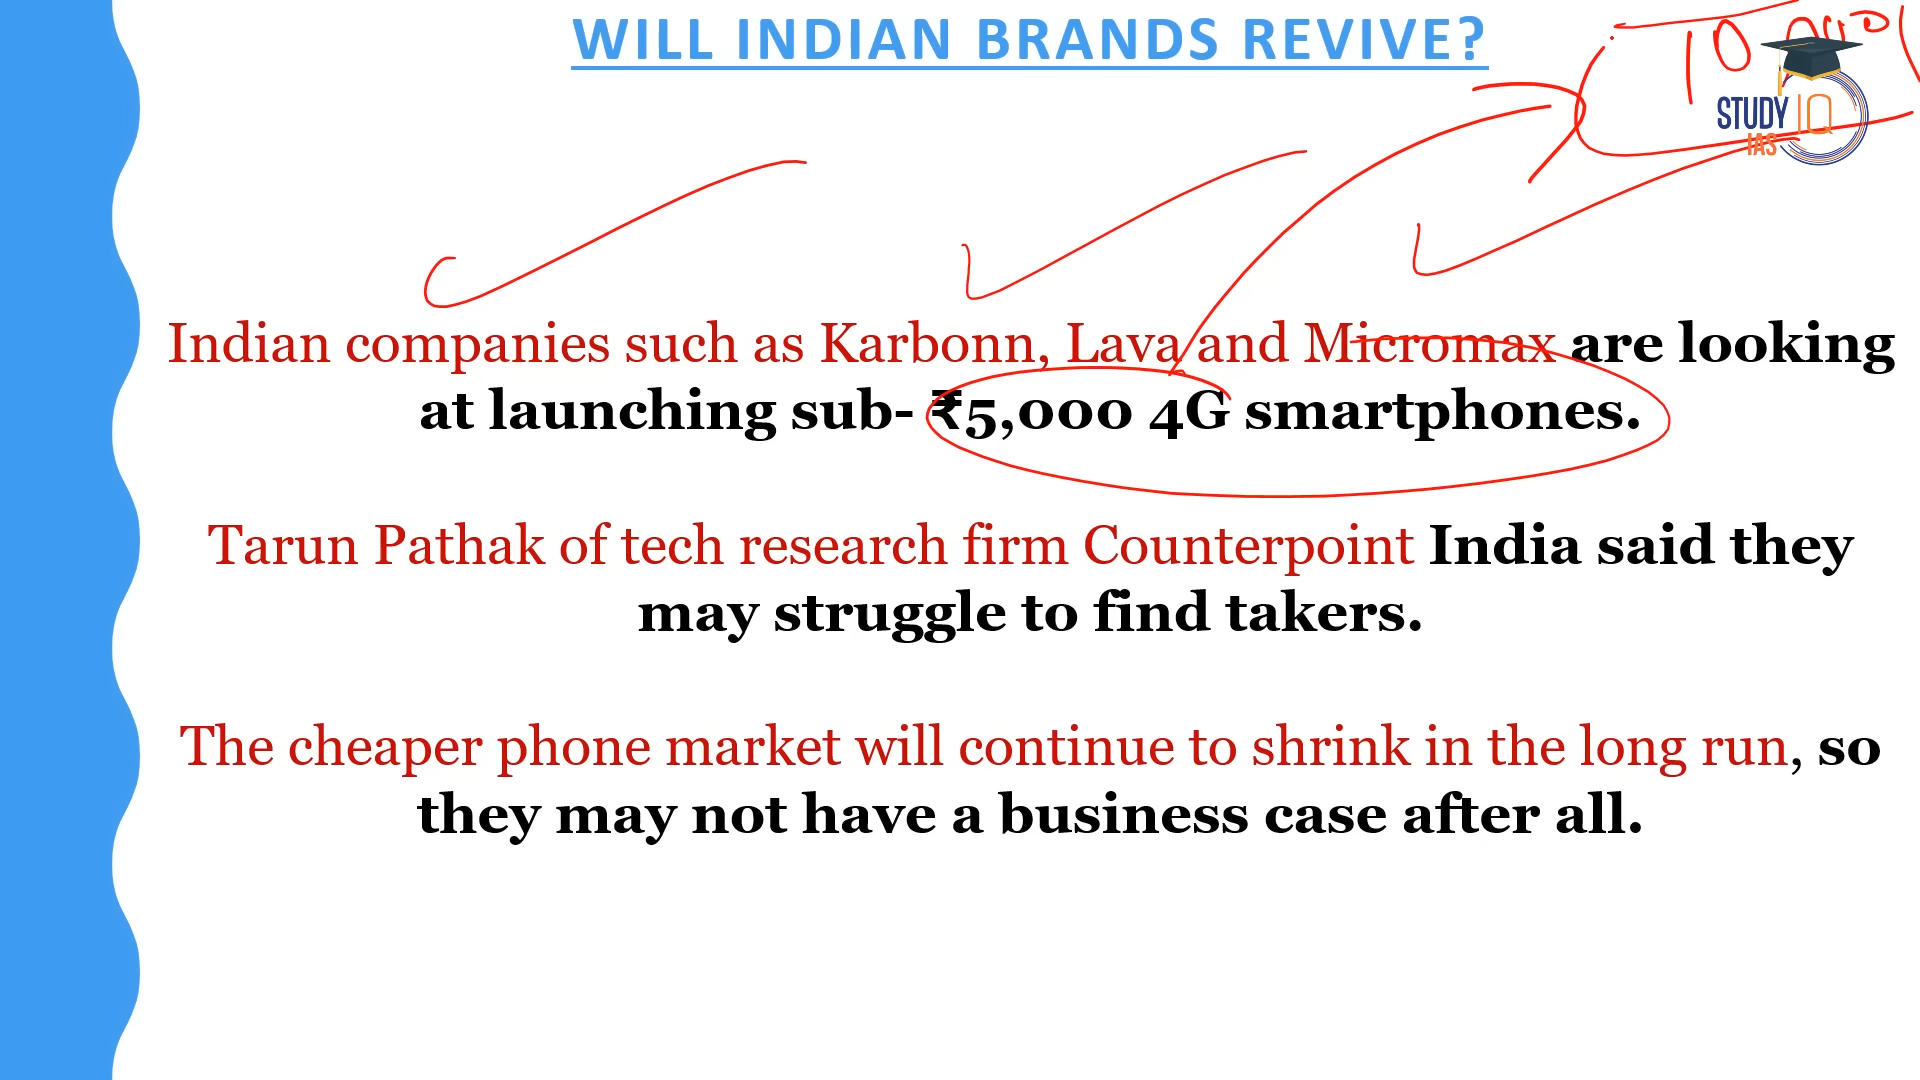 WILL INDIAN BRANDS REVIVE?
10
STUDY IQ
IAS
Indian companies such as Karbonn, Lava and Micromax are looking
at launching sub- ₹5,000 4G smartphones.
Tarun Pathak of tech research firm Counterpoint India said they
may struggle to find takers.
The cheaper phone market will continue to shrink in the long run, so
they may not have a business case after all.